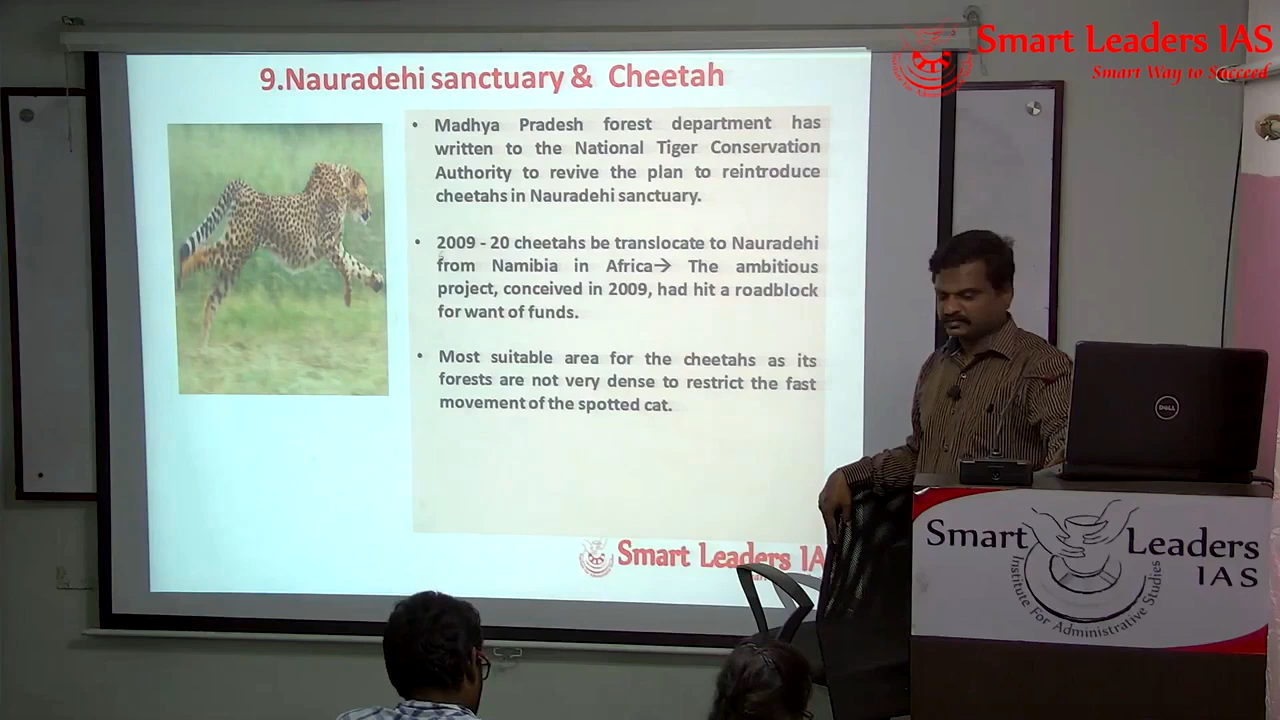 Smart Leaders IAS
Smart Way to Succeed
9.Nauradehi sanctuary & Cheetah
• Madhya Pradesh forest department has
written to the National Tiger Conservation
Authority to revive the plan to reintroduce
cheetahs in Nauradehi sanctuary.
• 2009 - 20 cheetahs be translocate to Nauradehi
from Namibia in Africa→ The ambitious
project, conceived in 2009, had hit a roadblock
for want of funds.
• Most suitable area for the cheetahs as its
forests are not very dense to restrict the fast
movement of the spotted cat.
Smart Leaders IA
DELL
Smart Leaders
IAS
Institute For Administrative Studies